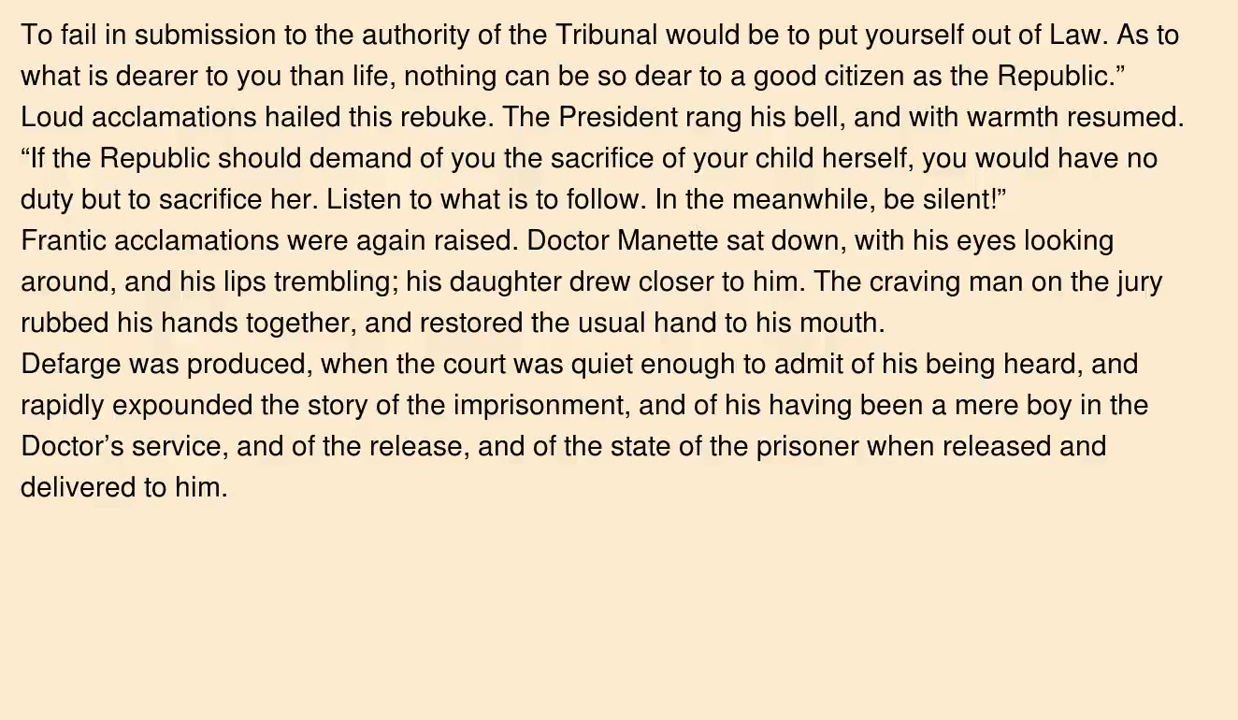 To fail in submission to the authority of the Tribunal would be to put yourself out of Law. As to
what is dearer to you than life, nothing can be so dear to a good citizen as the Republic.”
Loud acclamations hailed this rebuke. The President rang his bell, and with warmth resumed.
“If the Republic should demand of you the sacrifice of your child herself, you would have no
duty but to sacrifice her. Listen to what is to follow. In the meanwhile, be silent!”
Frantic acclamations were again raised. Doctor Manette sat down, with his eyes looking
around, and his lips trembling; his daughter drew closer to him. The craving man on the jury
rubbed his hands together, and restored the usual hand to his mouth.
Defarge was produced, when the court was quiet enough to admit of his being heard, and
rapidly expounded the story of the imprisonment, and of his having been a mere boy in the
Doctor’s service, and of the release, and of the state of the prisoner when released and
delivered to him.